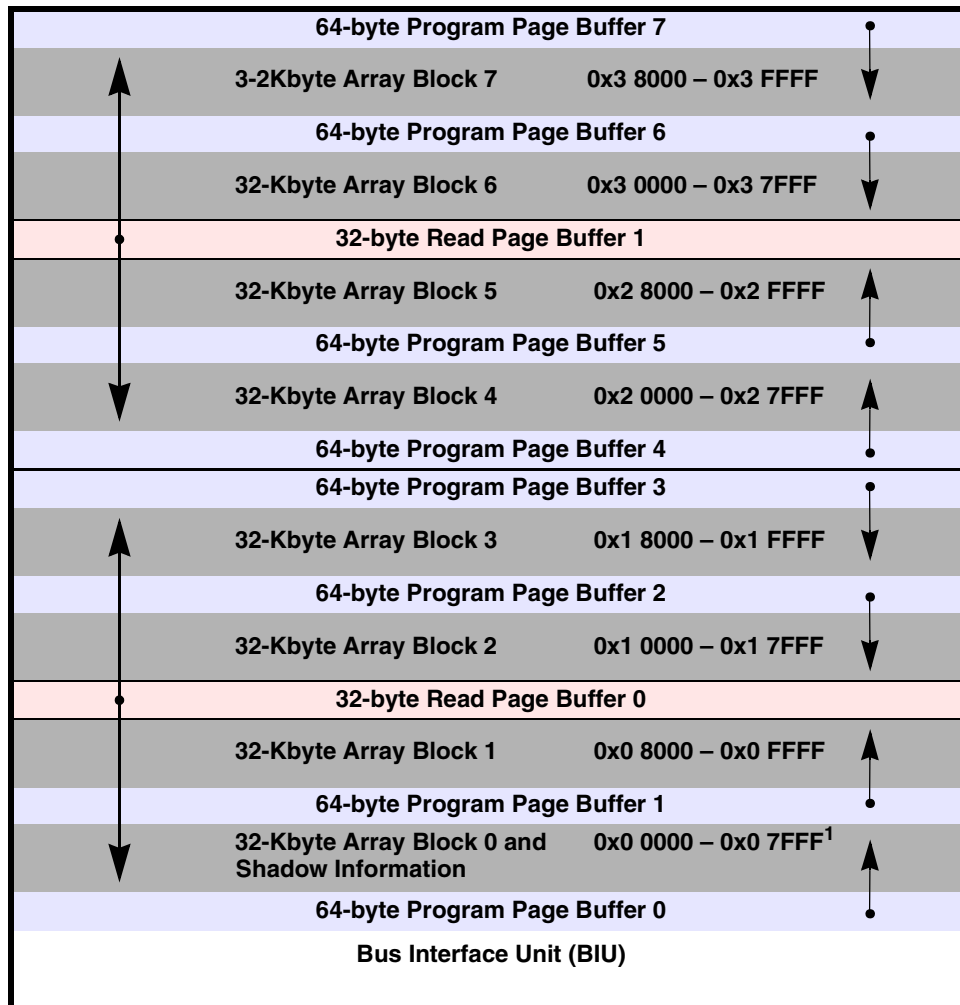 64-byte Program Page Buffer 7
3-2Kbyte Array Block 7 0x3 8000 – 0x3 FFFF
64-byte Program Page Buffer 6
32-Kbyte Array Block 6 0x3 0000 – 0x3 7FFF
32-byte Read Page Buffer 1
32-Kbyte Array Block 5 0x2 8000 – 0x2 FFFF
64-byte Program Page Buffer 5
32-Kbyte Array Block 4 0x2 0000 – 0x2 7FFF
64-byte Program Page Buffer 4
64-byte Program Page Buffer 3
32-Kbyte Array Block 3 0x1 8000 – 0x1 FFFF
64-byte Program Page Buffer 2
32-Kbyte Array Block 2 0x1 0000 – 0x1 7FFF
32-byte Read Page Buffer 0
32-Kbyte Array Block 1 0x0 8000 – 0x0 FFFF
64-byte Program Page Buffer 1
32-Kbyte Array Block 0 and 0x0 0000 – 0x0 7FFF¹
Shadow Information
64-byte Program Page Buffer 0
Bus Interface Unit (BIU)